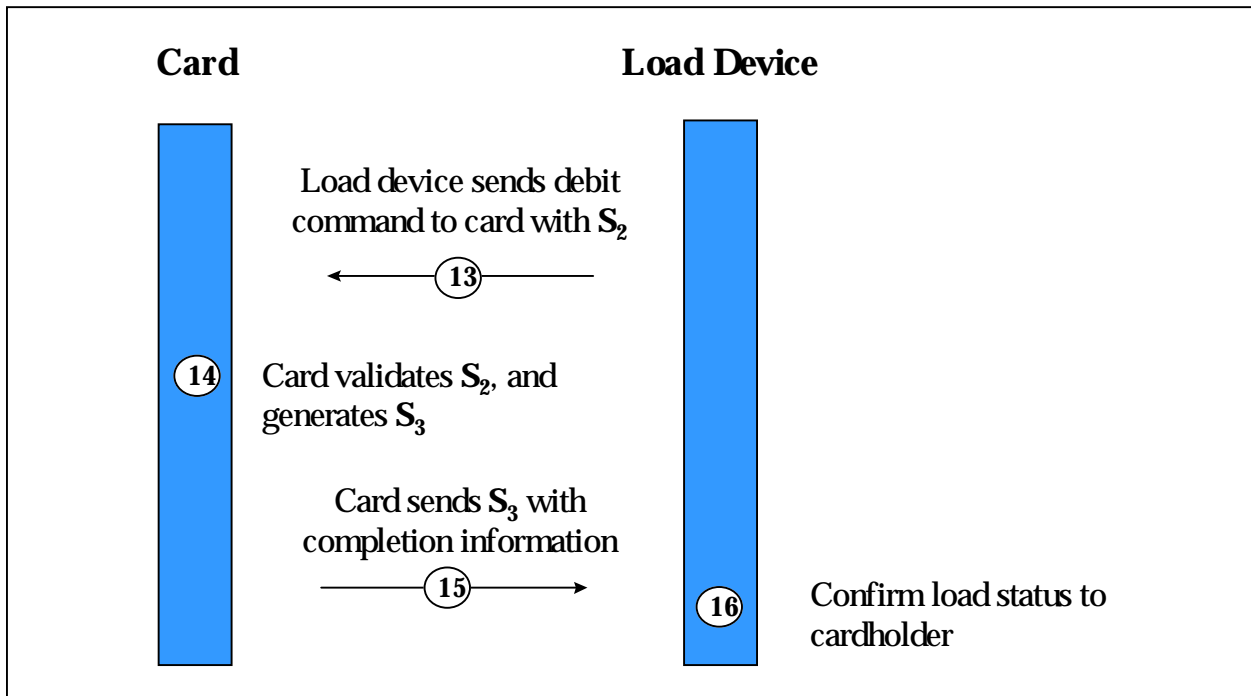 Card
Load Device
Load device sends debit
command to card with S₂
13
14
Card validates S₂, and
generates S₃
Card sends S₃ with
completion information
15
16
Confirm load status to
cardholder